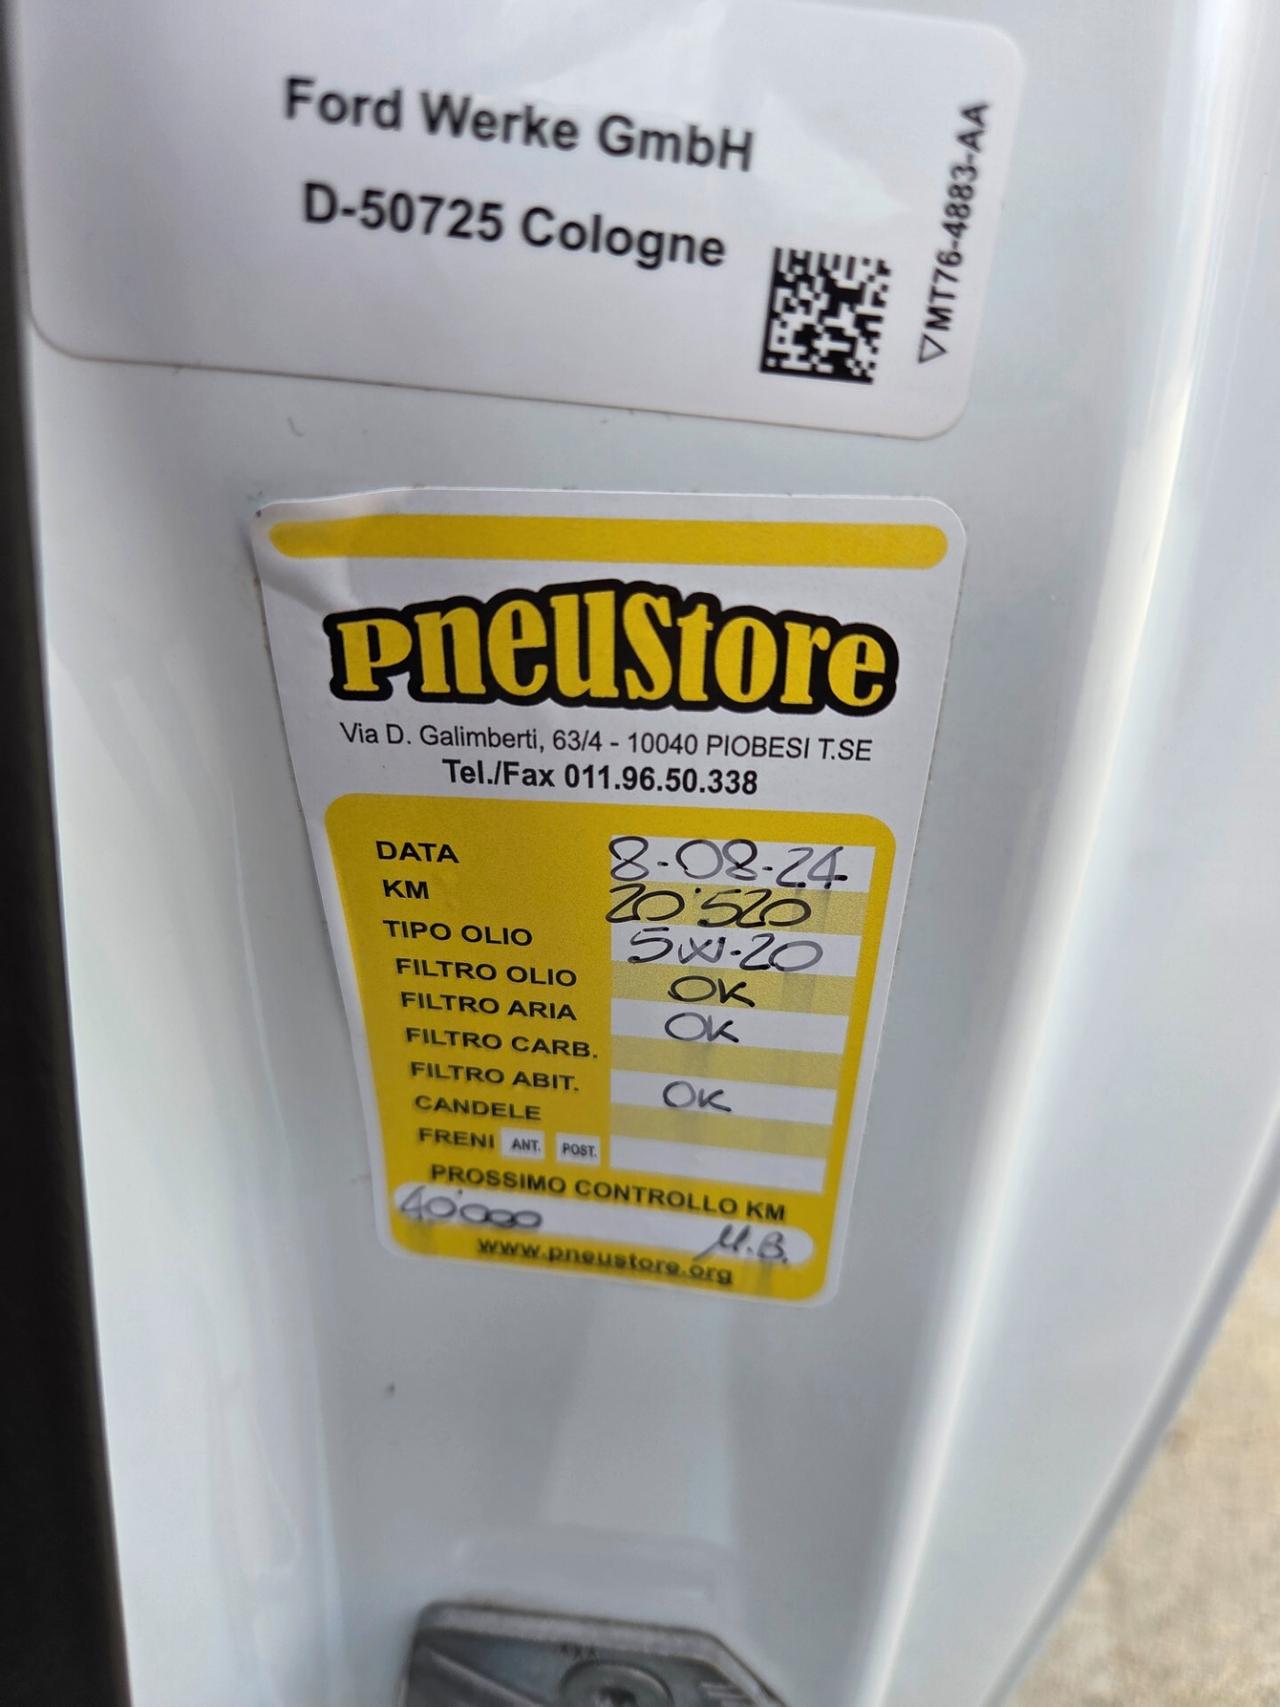 Ford Werke GmbH
D-50725 Cologne
▽MT76-4883-AA
Pneustore
Via D. Galimberti, 63/4 - 10040 PIOBESI T.SE
Tel./Fax 011.96.50.338
DATA 8-08-24
KM 20'520
TIPO OLIO 5W-20
FILTRO OLIO OK
FILTRO ARIA OK
FILTRO CARB.
FILTRO ABIT. OK
CANDELE
FRENI ANT. POST.
PROSSIMO CONTROLLO KM
40'000 M.B.
www.pneustore.org